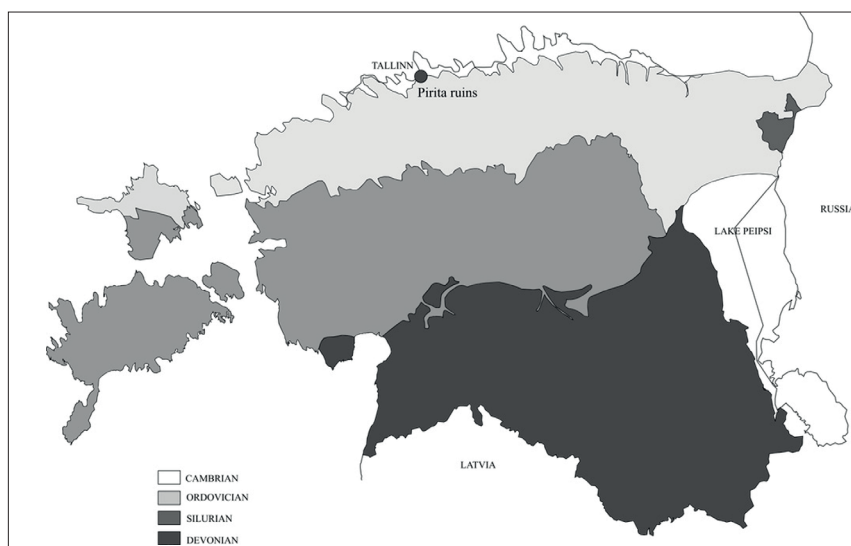 TALLINN
Pirita ruins
RUSSIA
LAKE PEIPSI
LATVIA
CAMBRIAN
ORDOVICIAN
SILURIAN
DEVONIAN